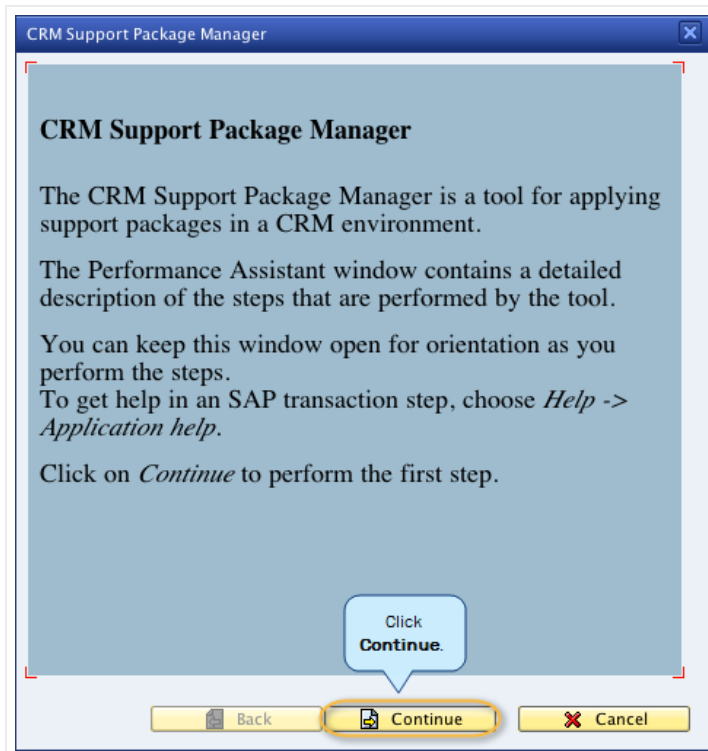 CRM Support Package Manager
CRM Support Package Manager
The CRM Support Package Manager is a tool for applying
support packages in a CRM environment.
The Performance Assistant window contains a detailed
description of the steps that are performed by the tool.
You can keep this window open for orientation as you
perform the steps.
To get help in an SAP transaction step, choose Help ->
Application help.
Click on Continue to perform the first step.
Click
Continue.
Back
Continue
Cancel